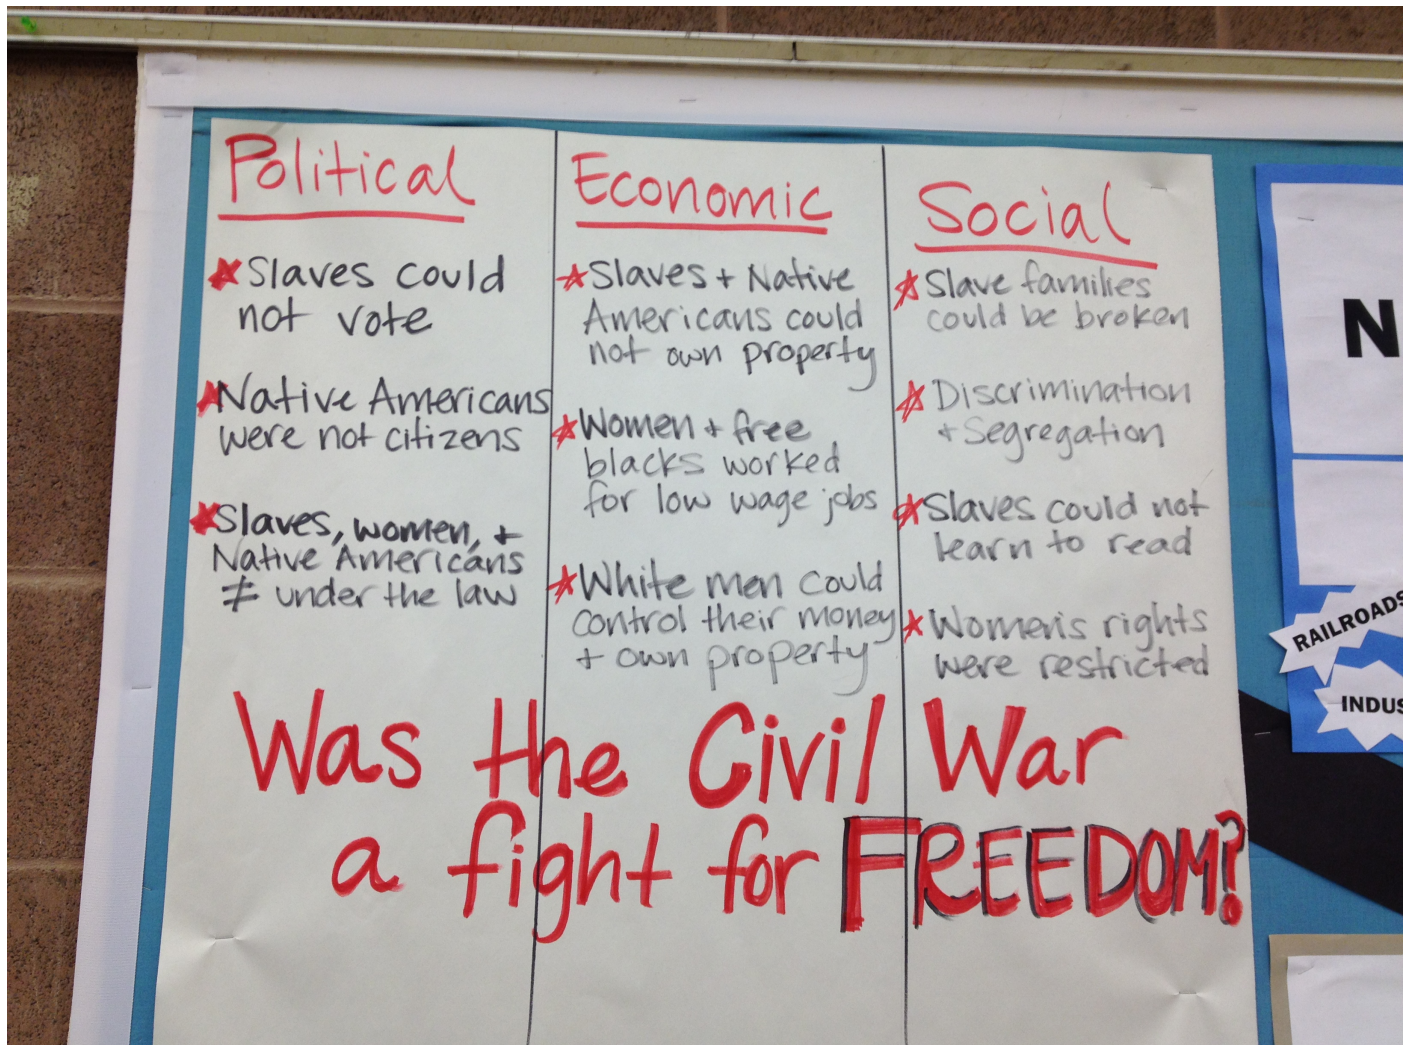 Political
★Slaves could
not vote
★Native Americans
were not citizens
★Slaves, women, +
Native Americans
≠ under the law
Economic
★Slaves + Native
Americans could
not own property
★Women + free
blacks worked
for low wage jobs
★White men could
control their money
+ own property
Social
★Slave families
could be broken
★Discrimination
+ Segregation
★Slaves could not
learn to read
★Women's rights
were restricted
Was the Civil War
a fight for FREEDOM?
N
RAILROADS
INDUS